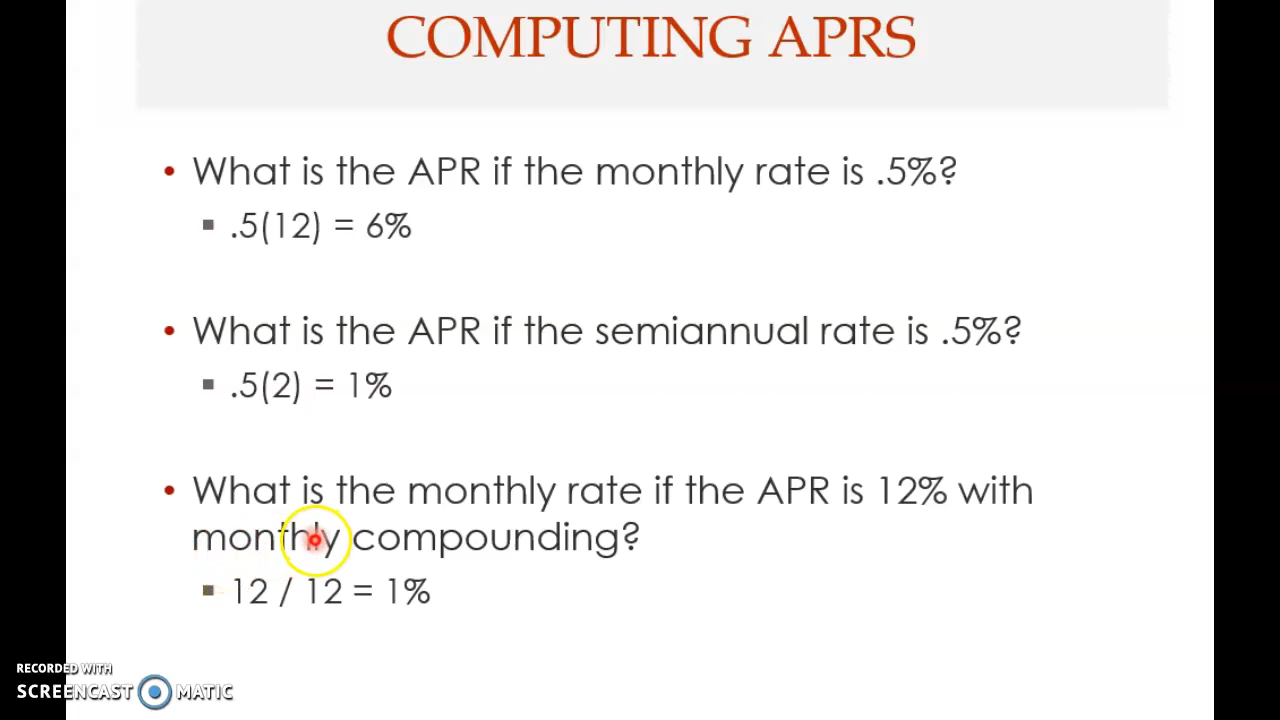 COMPUTING APRS
• What is the APR if the monthly rate is .5%?
▪ .5(12) = 6%
• What is the APR if the semiannual rate is .5%?
▪ .5(2) = 1%
• What is the monthly rate if the APR is 12% with
monthly compounding?
▪ 12 / 12 = 1%
RECORDED WITH
SCREENCAST MATIC